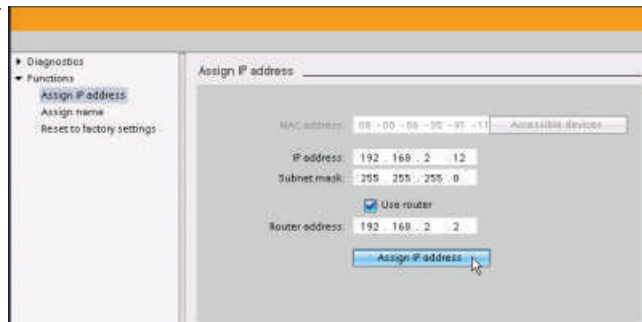 Diagnostics
Functions
Assign IP address
Assign name
Reset to factory settings
Assign IP address
MAC address: Accessible devices
IP address: 192 . 168 . 2 . 12
Subnet mask: 255 . 255 . 255 . 0
Use router
Router address: 192 . 168 . 2 . 2
Assign IP address